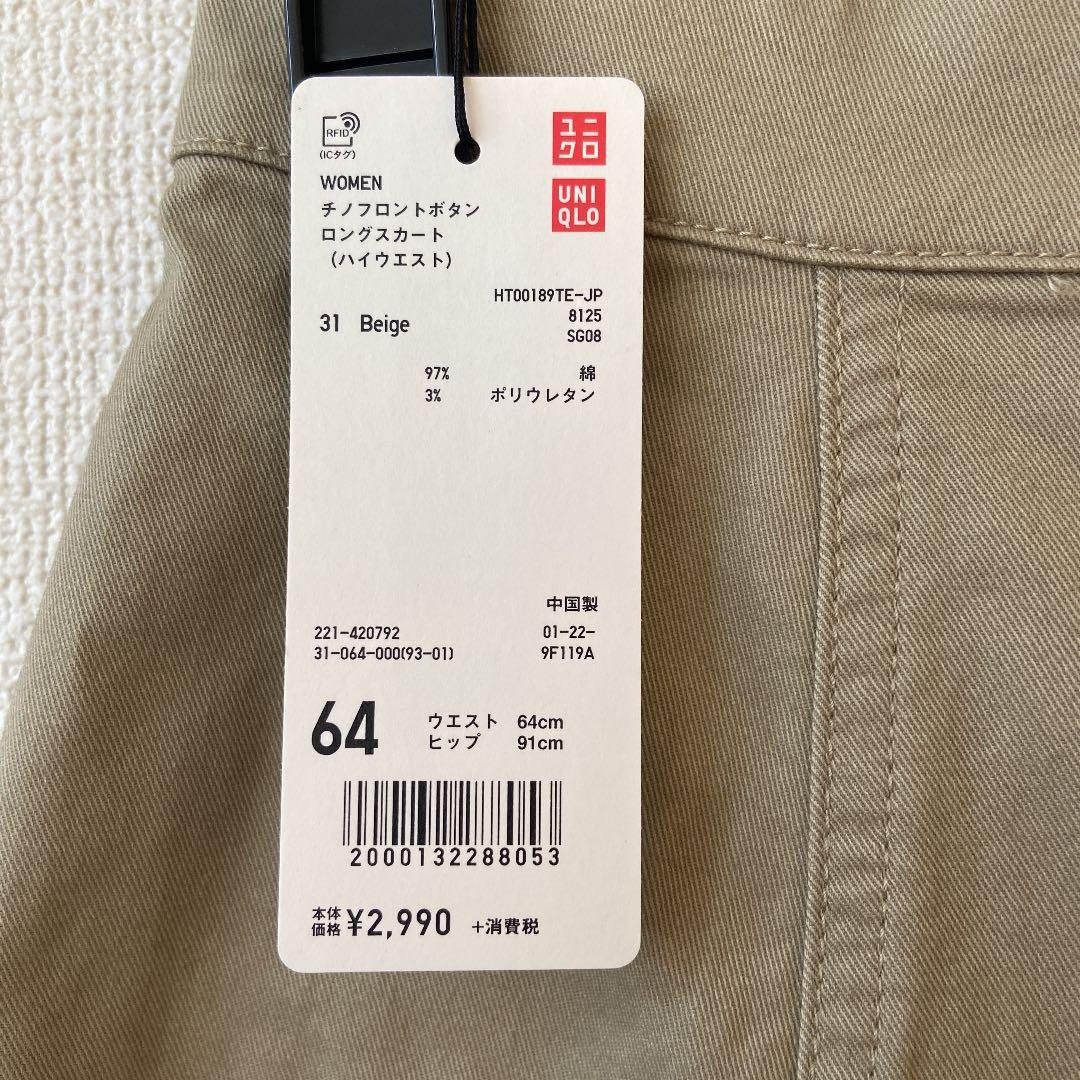 RFID
(ICタグ)
ユニ
クロ
UNI
QLO
WOMEN
チノフロントボタン
ロングスカート
(ハイウエスト)
HT00189TE-JP
31 Beige
8125
SG08
97% 綿
3% ポリウレタン
中国製
221-420792 01-22-
31-064-000(93-01) 9F119A
64
ウエスト 64cm
ヒップ 91cm
2000132288053
本体価格 ¥2,990 +消費税